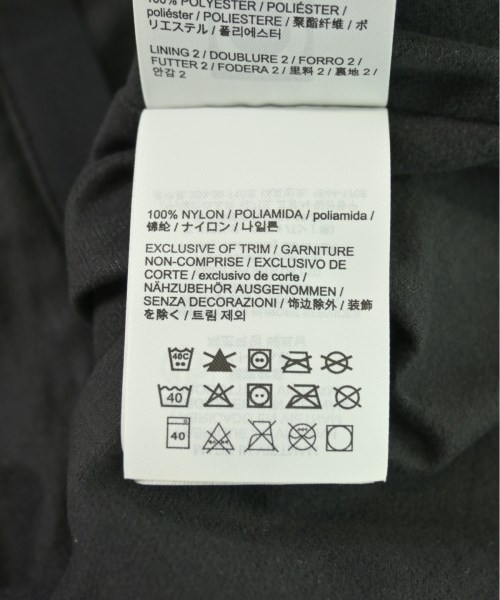 100% POLYESTER / POLIÉSTER /
poliéster / POLIESTERE / 聚酯纤维 / ポ
リエステル / 폴리에스터
LINING 2 / DOUBLURE 2 / FORRO 2 /
FUTTER 2 / FODERA 2 / 里料 2 / 裏地 2 /
안감 2
100% NYLON / POLIAMIDA / poliamida /
锦纶 / ナイロン / 나일론
EXCLUSIVE OF TRIM / GARNITURE
NON-COMPRISE / EXCLUSIVO DE
CORTE / exclusivo de corte /
NÄHZUBEHÖR AUSGENOMMEN /
SENZA DECORAZIONI / 饰边除外 / 装飾
を除く / 트림 제외
40C
40
40